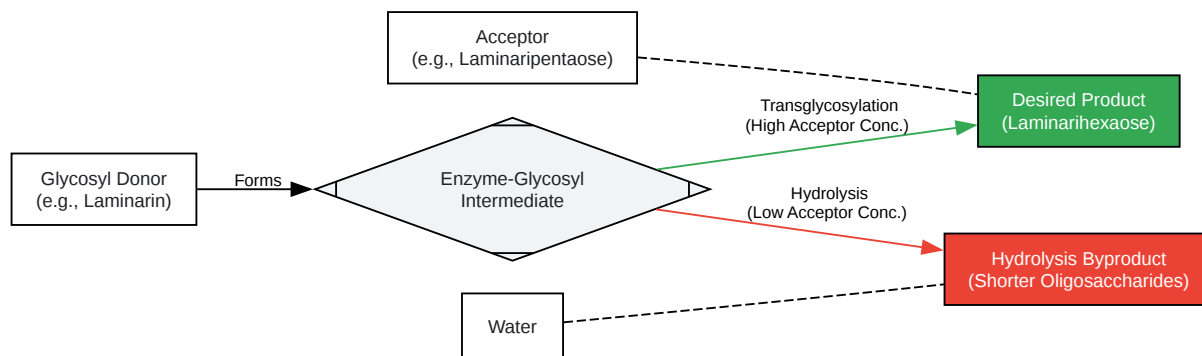 Acceptor
(e.g., Laminaripentaose)
Desired Product
(Laminarihexaose)
Transglycosylation
(High Acceptor Conc.)
Glycosyl Donor
(e.g., Laminarin)
Forms
Enzyme-Glycosyl
Intermediate
Hydrolysis
(Low Acceptor Conc.)
Hydrolysis Byproduct
(Shorter Oligosaccharides)
Water